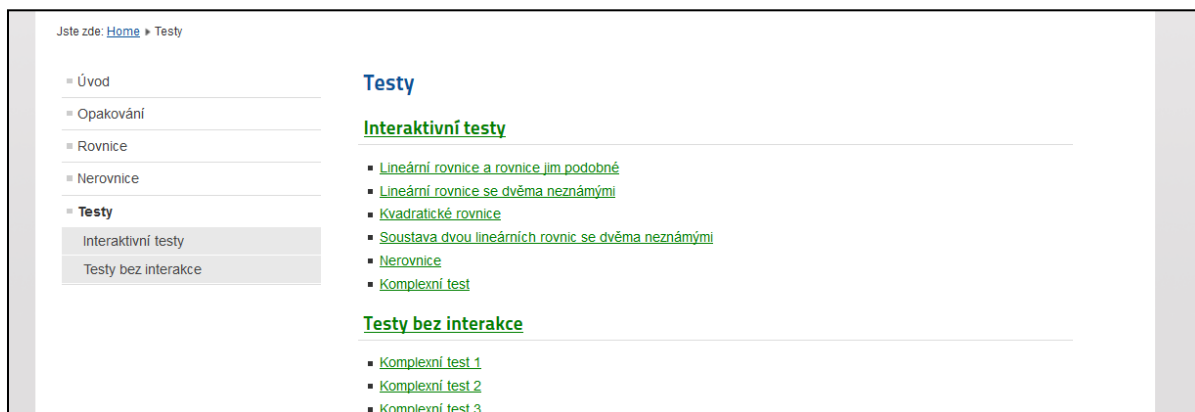 Jste zde: Home ▸ Testy
Úvod
Opakování
Rovnice
Nerovnice
Testy
Interaktivní testy
Testy bez interakce
Testy
Interaktivní testy
Lineární rovnice a rovnice jim podobné
Lineární rovnice se dvěma neznámými
Kvadratické rovnice
Soustava dvou lineárních rovnic se dvěma neznámými
Nerovnice
Komplexní test
Testy bez interakce
Komplexní test 1
Komplexní test 2
Komplexní test 3